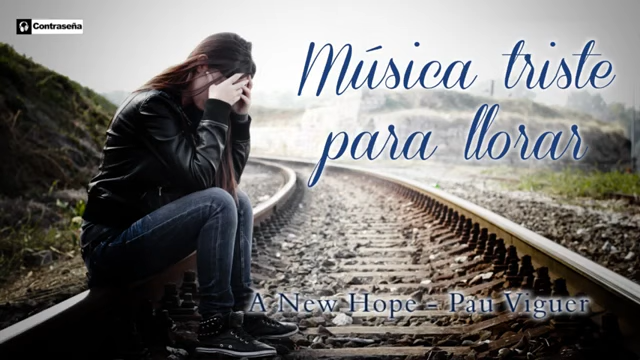 Contraseña
Música triste
para llorar
A New Hope - Pau Viguer